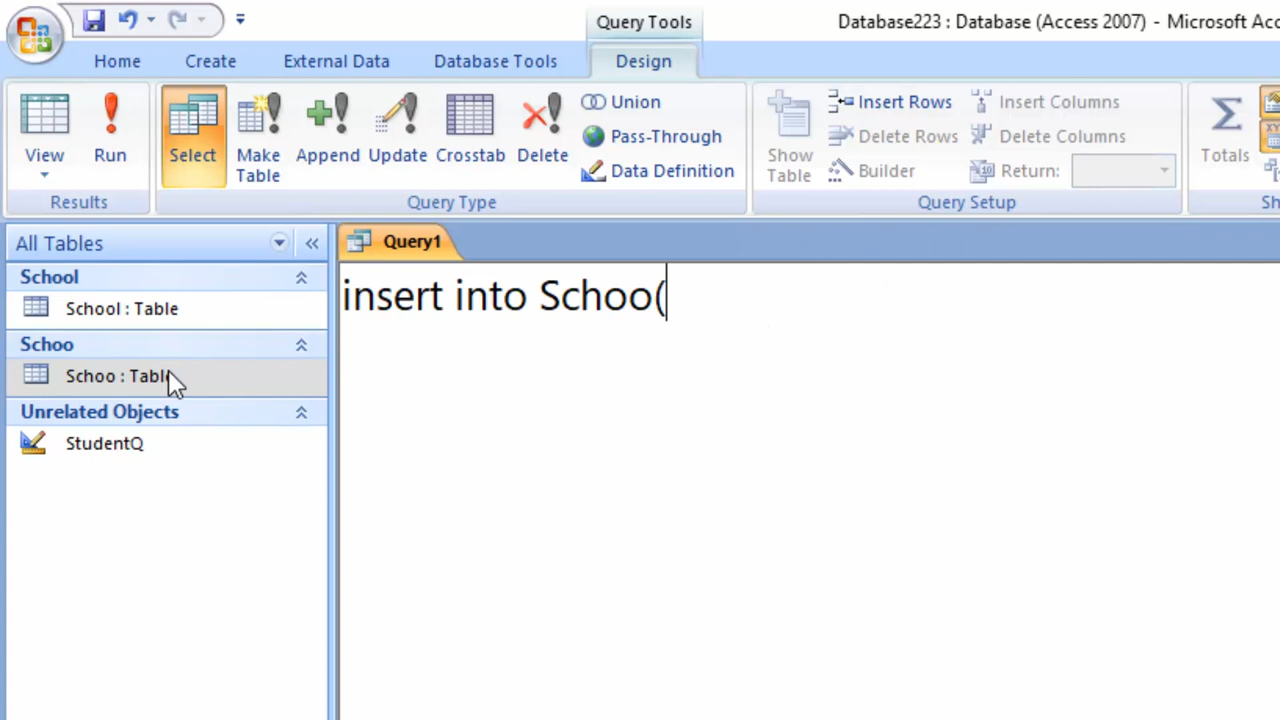 Query Tools
Database223 : Database (Access 2007) - Microsoft Acc
Home Create External Data Database Tools Design
View Run Select Make Table Append Update Crosstab Delete
Union
Pass-Through
Data Definition
Show Table
Insert Rows
Delete Rows
Builder
Insert Columns
Delete Columns
Return:
Totals
Results Query Type Query Setup Sh
All Tables
Query1
School
School : Table
Schoo
Schoo : Table
Unrelated Objects
StudentQ
insert into Schoo(